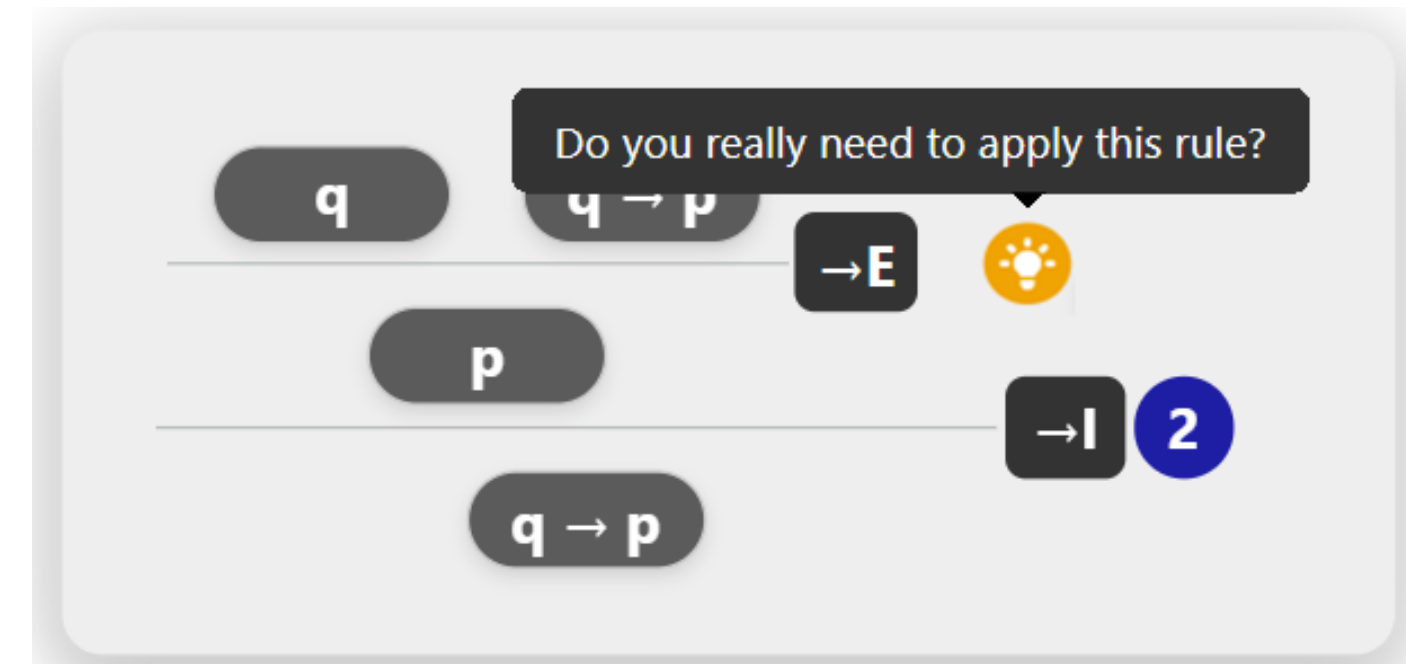 Do you really need to apply this rule?
q q → p
→E
p
→I 2
q → p